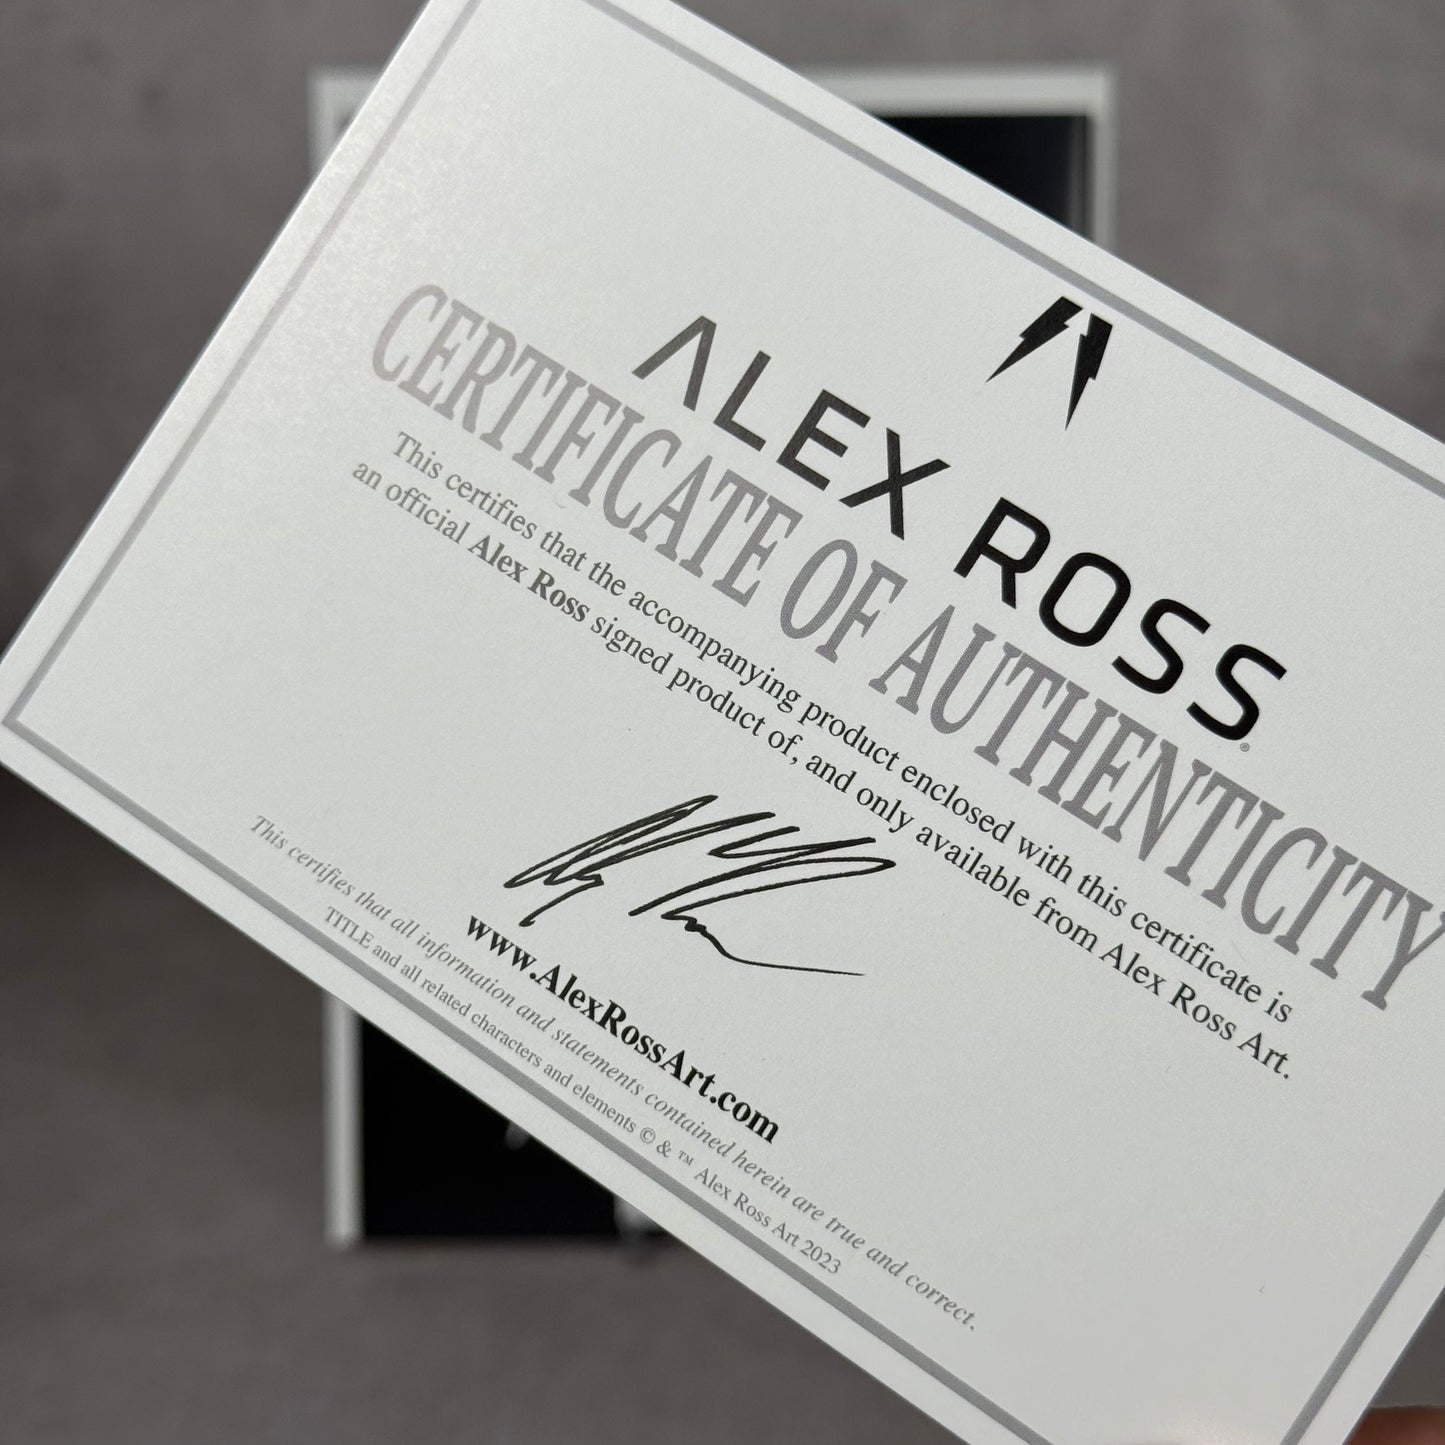 ALEX ROSS®
CERTIFICATE OF AUTHENTICITY
This certifies that the accompanying product enclosed with this certificate is
an official Alex Ross signed product of, and only available from Alex Ross Art.
Alex Ross
www.AlexRossArt.com
This certifies that all information and statements contained herein are true and correct.
TITLE and all related characters and elements © & ™ Alex Ross Art 2023